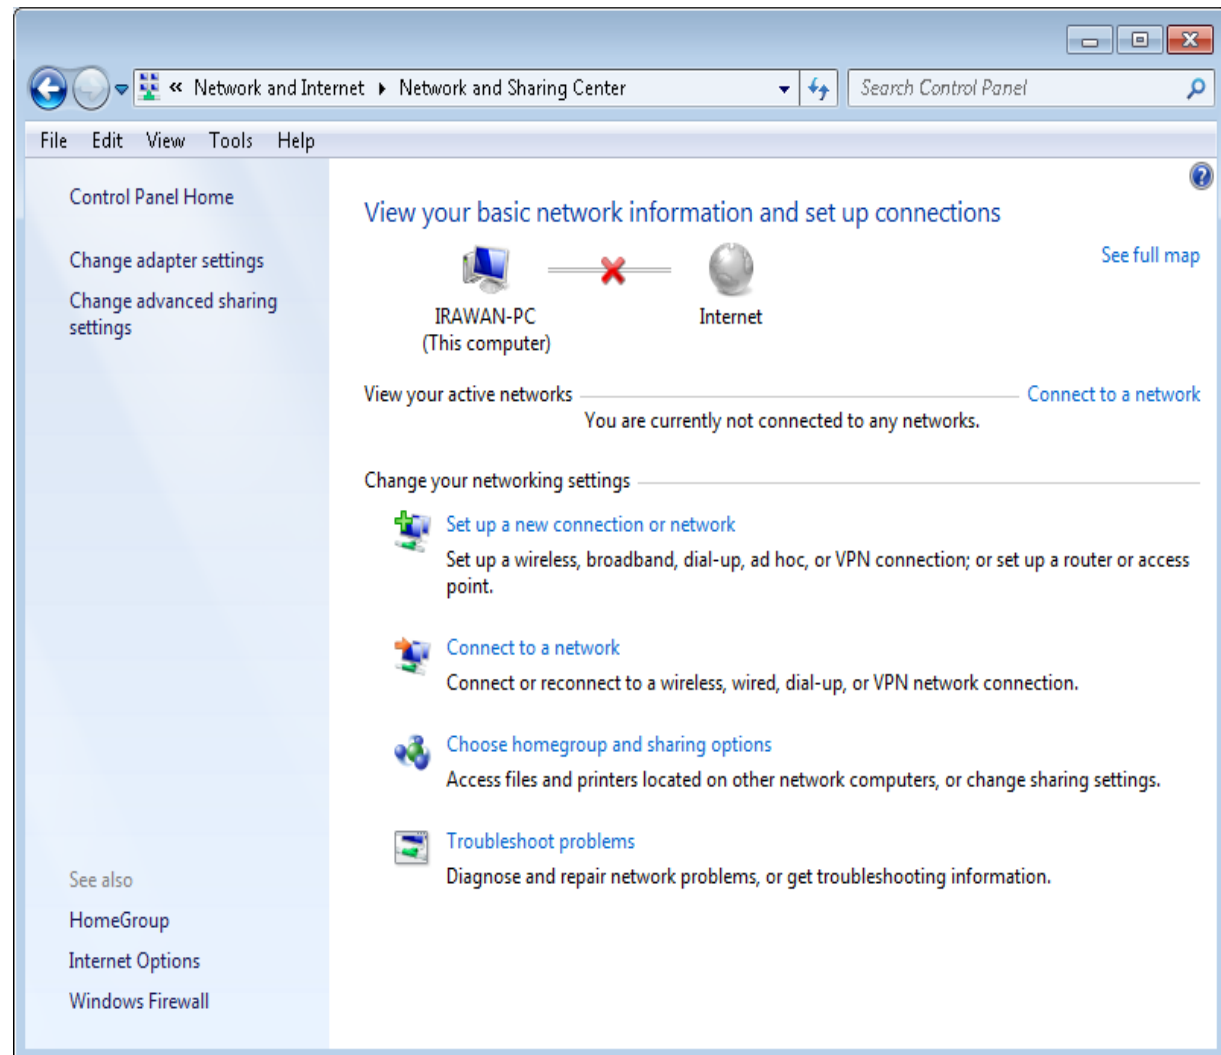 « Network and Internet ▸ Network and Sharing Center
Search Control Panel
File Edit View Tools Help
Control Panel Home
Change adapter settings
Change advanced sharing
settings
See also
HomeGroup
Internet Options
Windows Firewall
View your basic network information and set up connections
See full map
IRAWAN-PC
(This computer)
Internet
View your active networks
Connect to a network
You are currently not connected to any networks.
Change your networking settings
Set up a new connection or network
Set up a wireless, broadband, dial-up, ad hoc, or VPN connection; or set up a router or access
point.
Connect to a network
Connect or reconnect to a wireless, wired, dial-up, or VPN network connection.
Choose homegroup and sharing options
Access files and printers located on other network computers, or change sharing settings.
Troubleshoot problems
Diagnose and repair network problems, or get troubleshooting information.